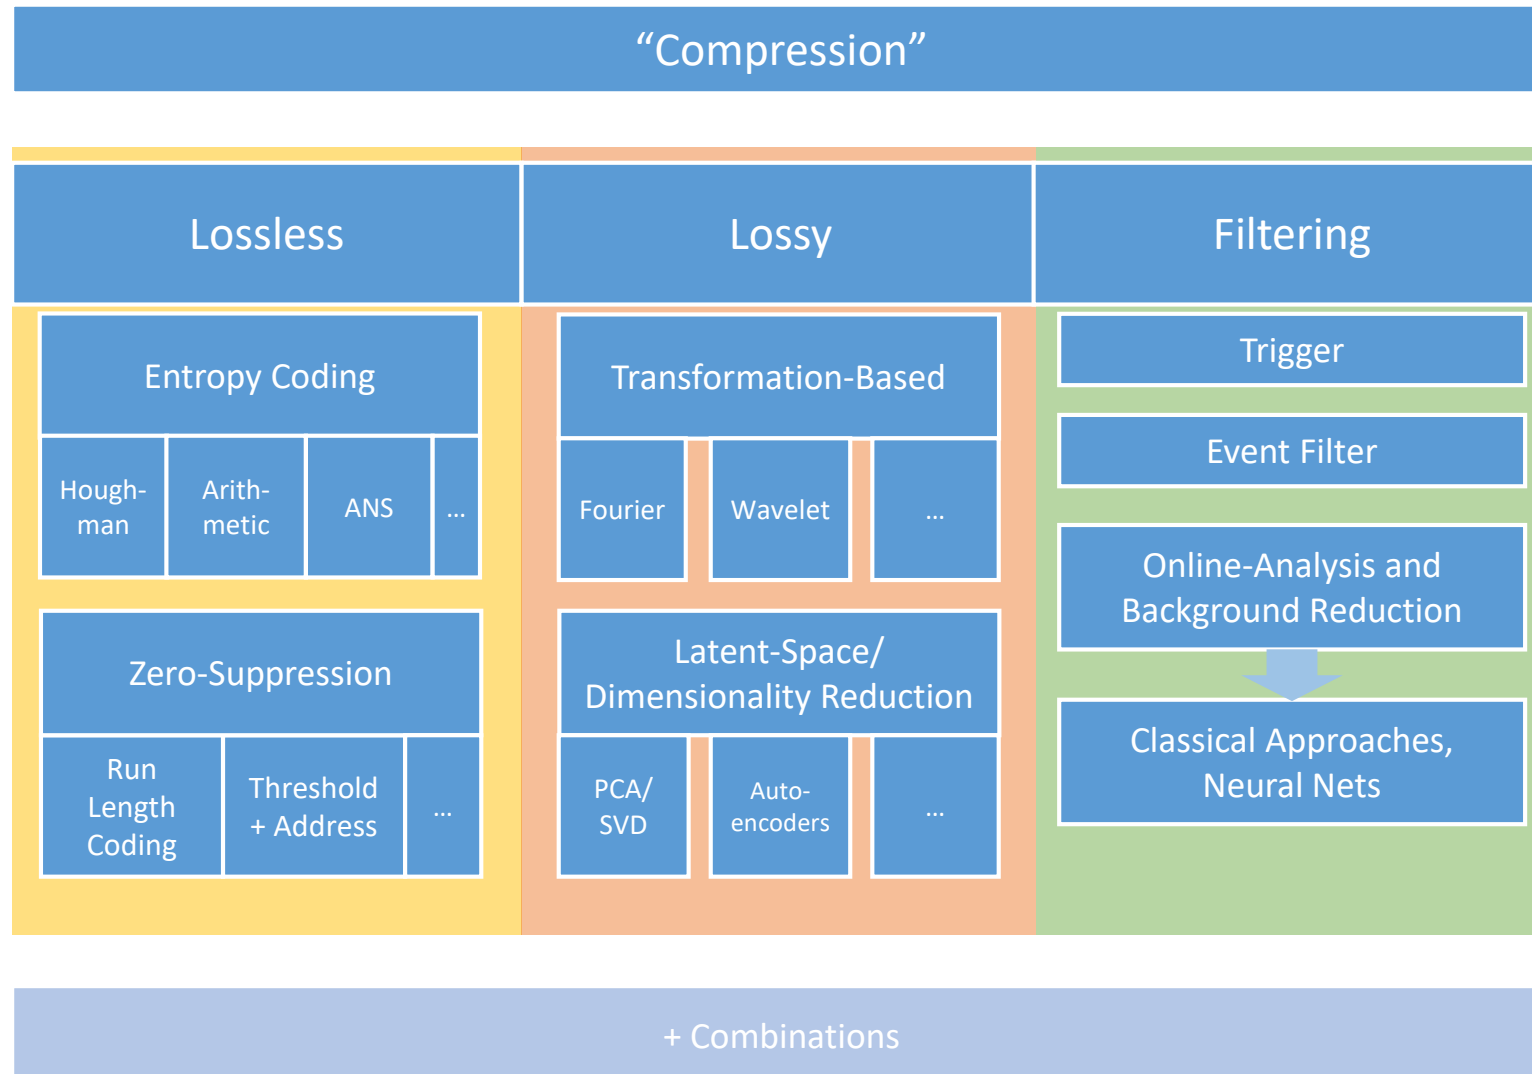 “Compression”
Lossless
Lossy
Filtering
Entropy Coding
Hough-
man
Arith-
metic
ANS
...
Zero-Suppression
Run
Length
Coding
Threshold
+ Address
...
Transformation-Based
Fourier
Wavelet
...
Latent-Space/
Dimensionality Reduction
PCA/
SVD
Auto-
encoders
...
Trigger
Event Filter
Online-Analysis and
Background Reduction
Classical Approaches,
Neural Nets
+ Combinations